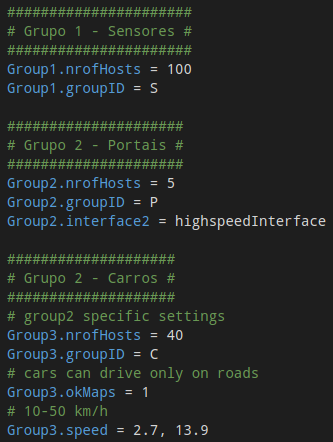 ######################
# Grupo 1 - Sensores #
######################
Group1.nrofHosts = 100
Group1.groupID = S
#####################
# Grupo 2 - Portais #
#####################
Group2.nrofHosts = 5
Group2.groupID = P
Group2.interface2 = highspeedInterface
####################
# Grupo 2 - Carros #
####################
# group2 specific settings
Group3.nrofHosts = 40
Group3.groupID = C
# cars can drive only on roads
Group3.okMaps = 1
# 10-50 km/h
Group3.speed = 2.7, 13.9